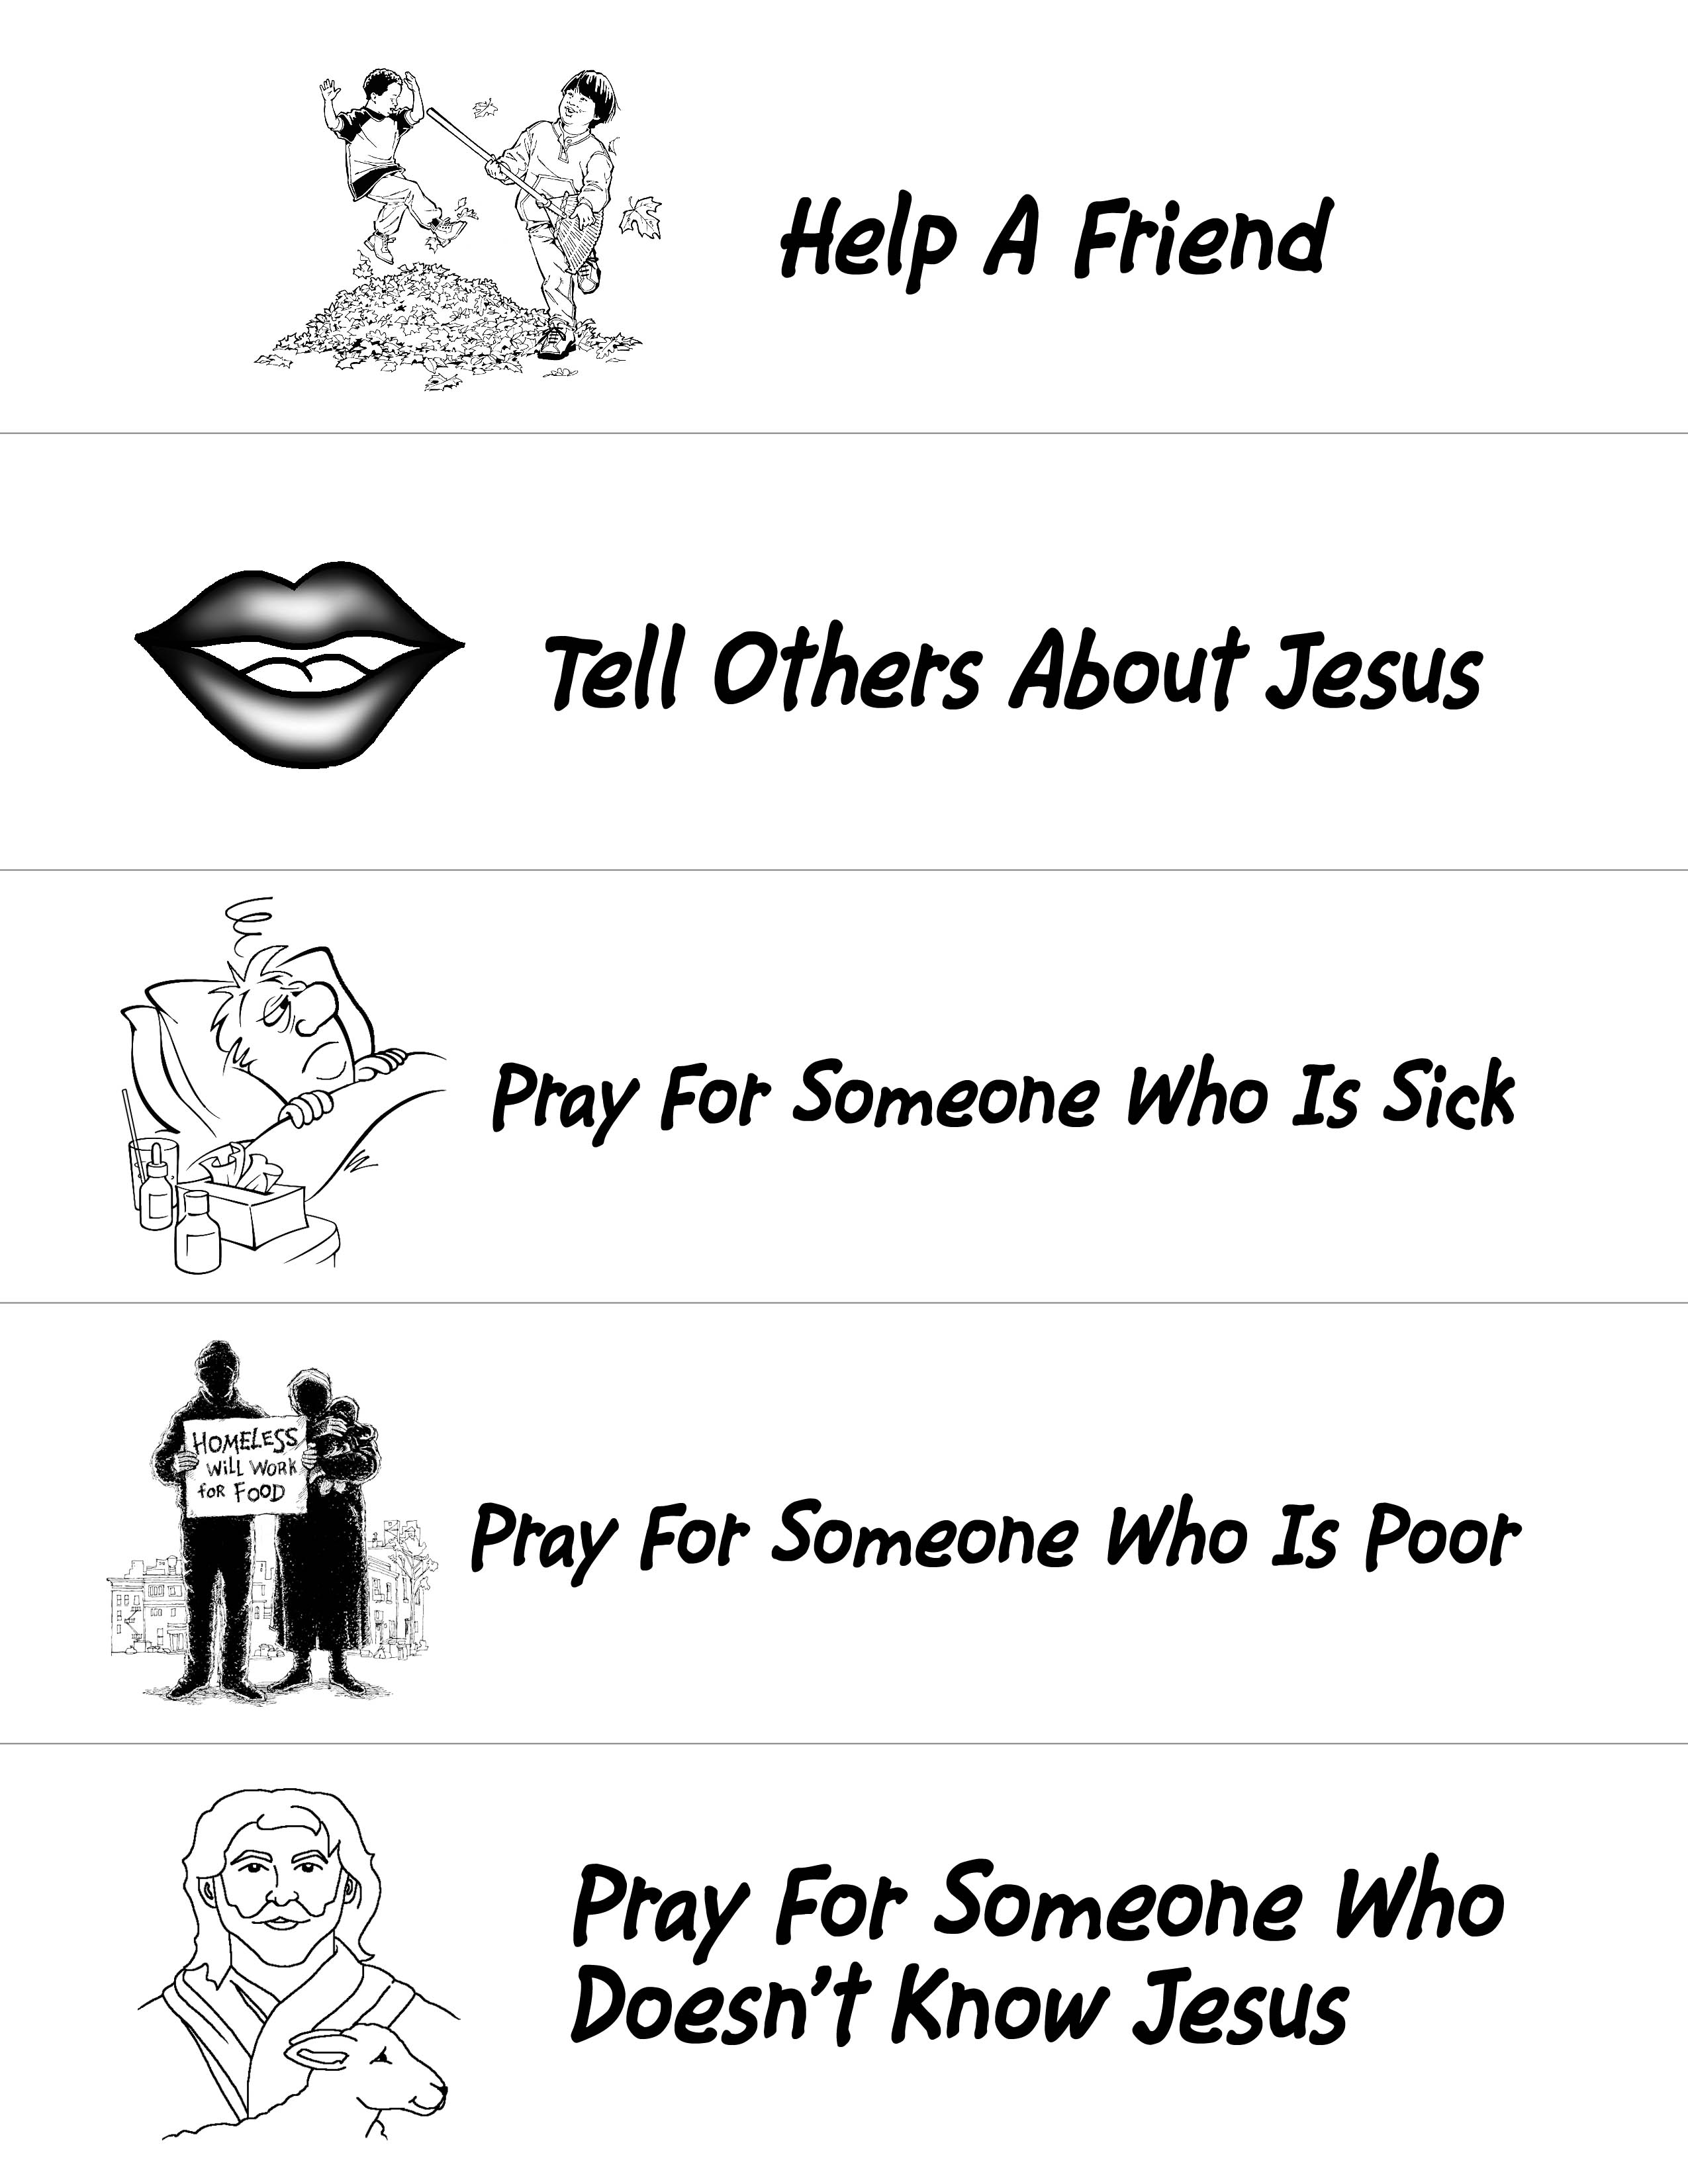 Help A Friend
Tell Others About Jesus
Pray For Someone Who Is Sick
HOMELESS
WiLL WORK
for FOOD
Pray For Someone Who Is Poor
Pray For Someone Who
Doesn't Know Jesus